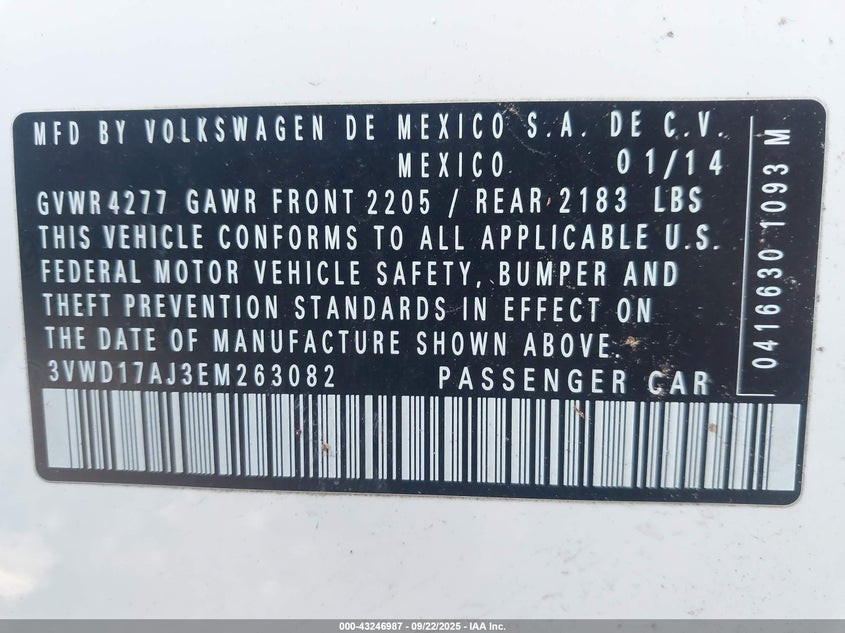 MFD BY VOLKSWAGEN DE MEXICO S.A. DE C.V.
MEXICO 01/14
GVWR 4277 GAWR FRONT 2205 / REAR 2183 LBS
THIS VEHICLE CONFORMS TO ALL APPLICABLE U.S.
FEDERAL MOTOR VEHICLE SAFETY, BUMPER AND
THEFT PREVENTION STANDARDS IN EFFECT ON
THE DATE OF MANUFACTURE SHOWN ABOVE.
3VWD17AJ3EM263082 PASSENGER CAR
0416630 1093 M
000-43246987 - 09/22/2025 - IAA Inc.